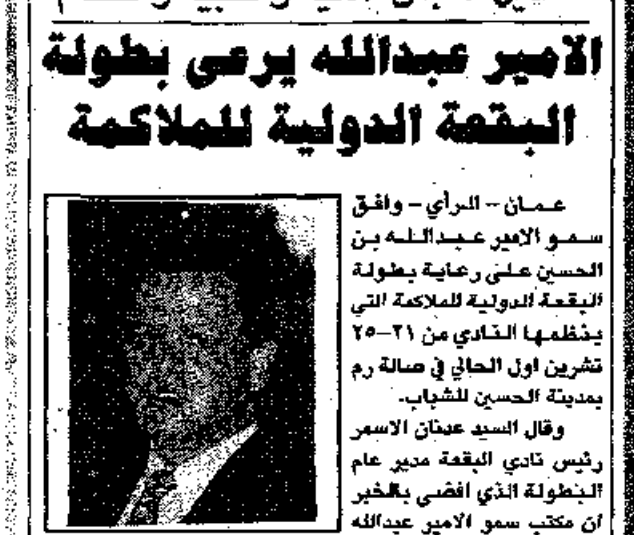 الامير عبدالله يرعى بطولة
البقعة الدولية للملاكمة
عمان - الرأي - وافق
سمو الامير عبدالله بن
الحسين على رعاية بطولة
البقعة الدولية للملاكمة التي
ينظمها النادي من ٢١-٢٥
تشرين اول الحالي في صالة رم
بمدينة الحسين للشباب.
وقال السيد عدنان الاسمر
رئيس نادي البقعة مدير عام
البطولة الذي افضى بالخبر
ان مكتب سمو الامير عبدالله